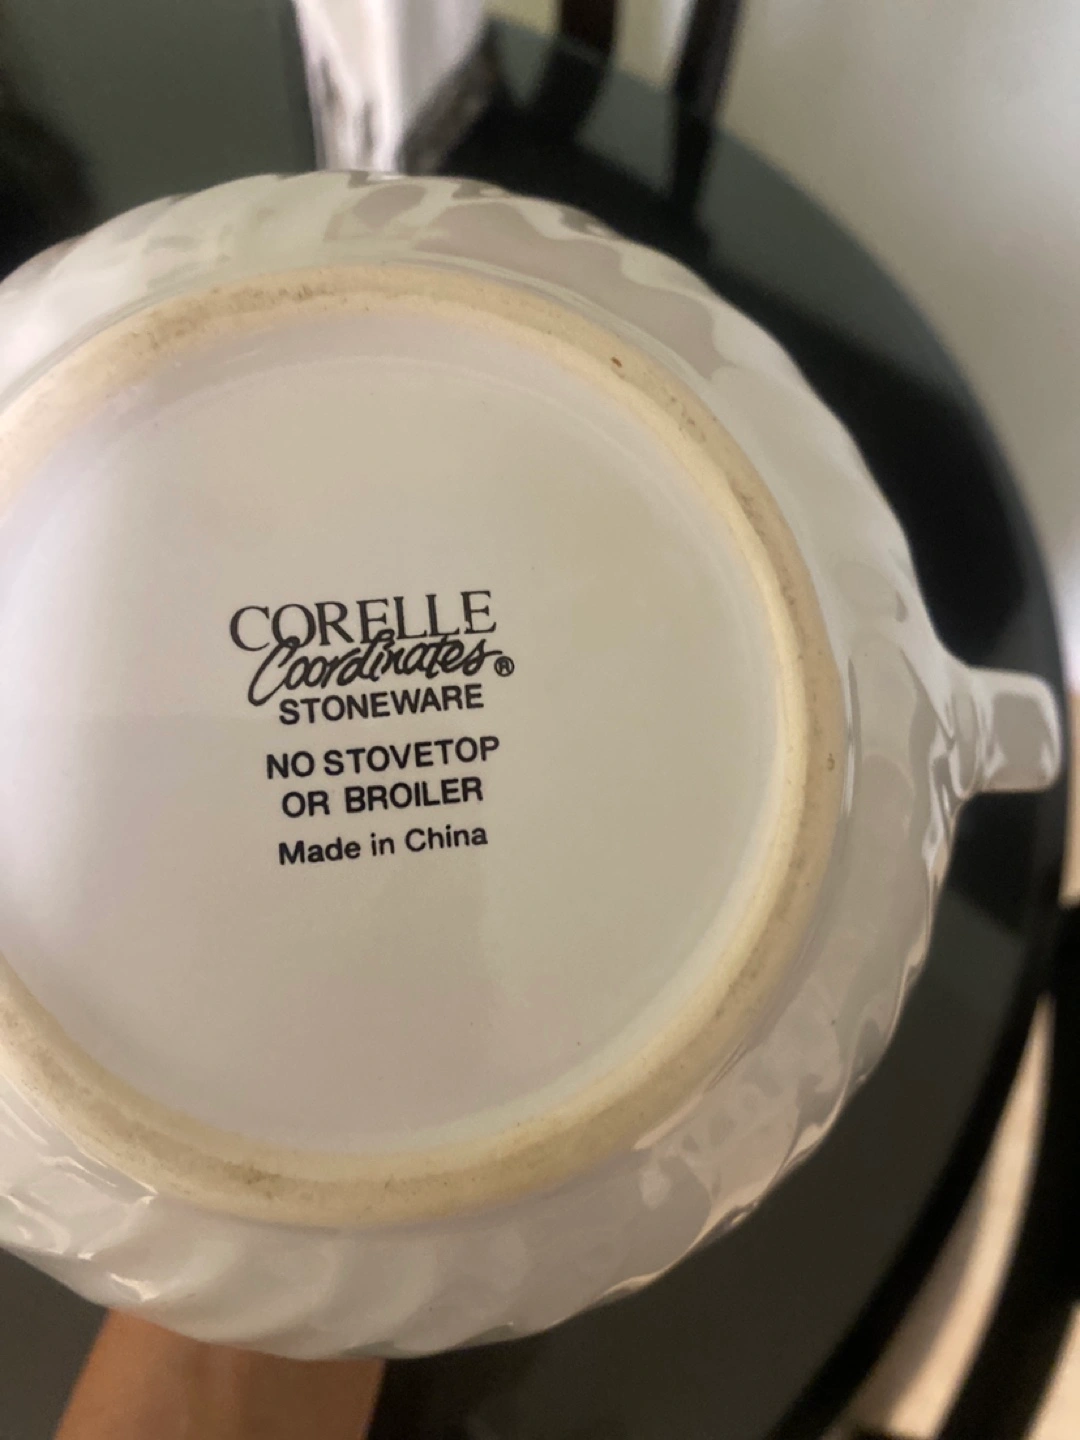 CORELLE
Coordinates®
STONEWARE
NO STOVETOP
OR BROILER
Made in China